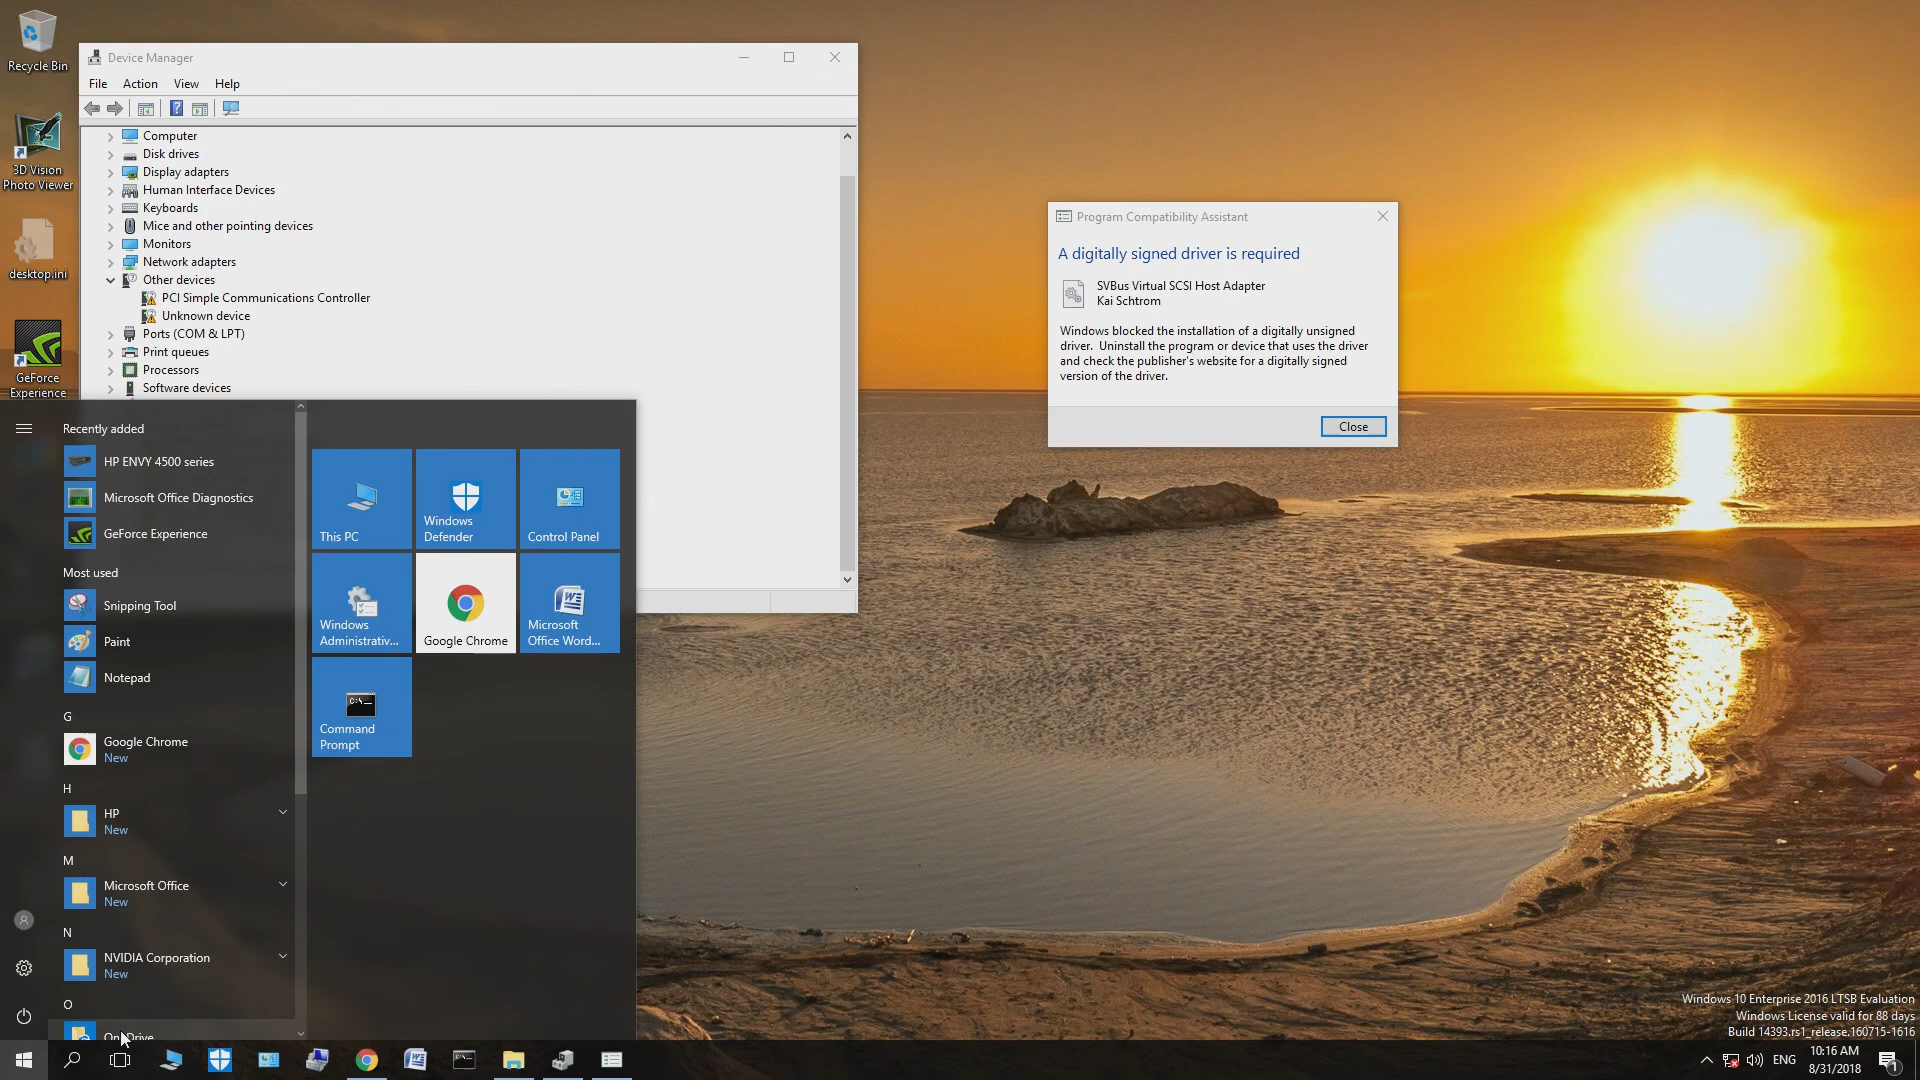 Recycle Bin
3D Vision
Photo Viewer
desktop.ini
GeForce
Experience
Device Manager
File Action View Help
Computer
Disk drives
Display adapters
Human Interface Devices
Keyboards
Mice and other pointing devices
Monitors
Network adapters
Other devices
PCI Simple Communications Controller
Unknown device
Ports (COM & LPT)
Print queues
Processors
Software devices
Program Compatibility Assistant
A digitally signed driver is required
SVBus Virtual SCSI Host Adapter
Kai Schtrom
Windows blocked the installation of a digitally unsigned
driver. Uninstall the program or device that uses the driver
and check the publisher's website for a digitally signed
version of the driver.
Close
Recently added
HP ENVY 4500 series
Microsoft Office Diagnostics
GeForce Experience
Most used
Snipping Tool
Paint
Notepad
G
Google Chrome
New
H
HP
New
M
Microsoft Office
New
N
NVIDIA Corporation
New
O
OneDrive
This PC
Windows
Defender
Control Panel
Windows
Administrativ...
Google Chrome
Microsoft
Office Word...
C:\_
Command
Prompt
Windows 10 Enterprise 2016 LTSB Evaluation
Windows License valid for 88 days
Build 14393.rs1_release.160715-1616
ENG
10:16 AM
8/31/2018
1